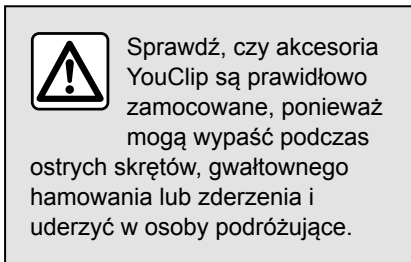 Sprawdź, czy akcesoria
YouClip są prawidłowo
zamocowane, ponieważ
mogą wypaść podczas
ostrych skrętów, gwałtownego
hamowania lub zderzenia i
uderzyć w osoby podróżujące.